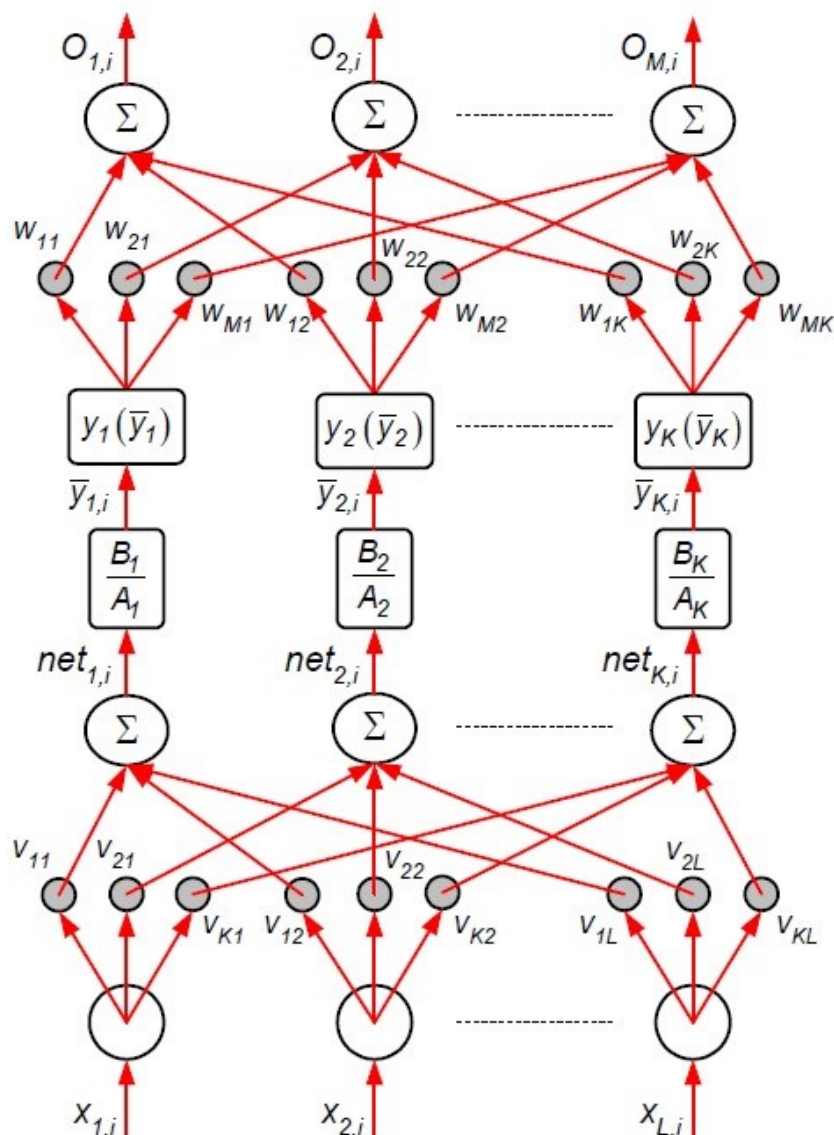 O1,i O2,i OM,i
Σ Σ Σ
w11 w21 w22 w2K
wM1 w12 wM2 w1K wMK
y1(ȳ1) y2(ȳ2) yK(ȳK)
ȳ1,i ȳ2,i ȳK,i
B1 B2 BK
A1 A2 AK
net1,i net2,i netK,i
Σ Σ Σ
v11 v21 v22 v2L
vK1 v12 vK2 v1L vKL
x1,i x2,i xL,i